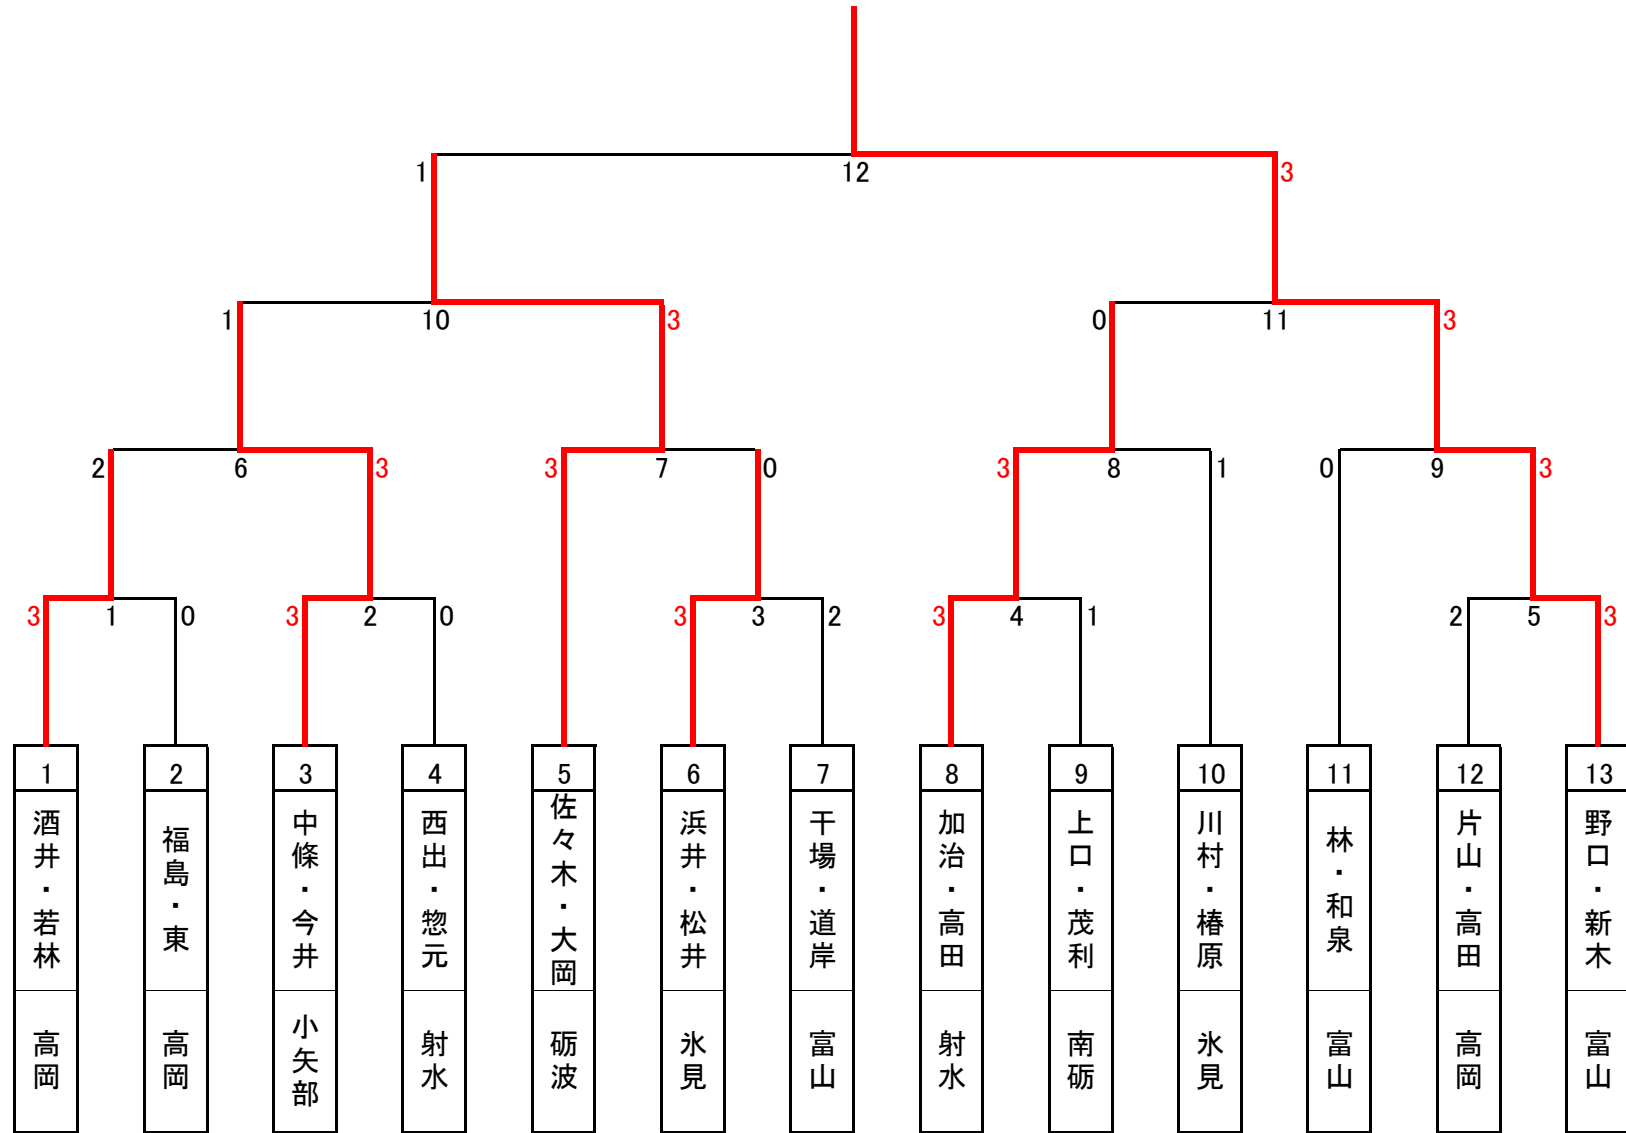 1 12 3
1 10 3 0 11 3
2 6 3 3 7 0 3 8 1 0 9 3
3 1 0 3 2 0 3 3 2 3 4 1 2 5 3
1 2 3 4 5 6 7 8 9 10 11 12 13
酒井・若林
福島・東
中條・今井
西出・惣元
佐々木・大岡
浜井・松井
干場・道岸
加治・高田
上口・茂利
川村・椿原
林・和泉
片山・高田
野口・新木
高岡
高岡
小矢部
射水
砺波
氷見
富山
射水
南砺
氷見
富山
高岡
富山